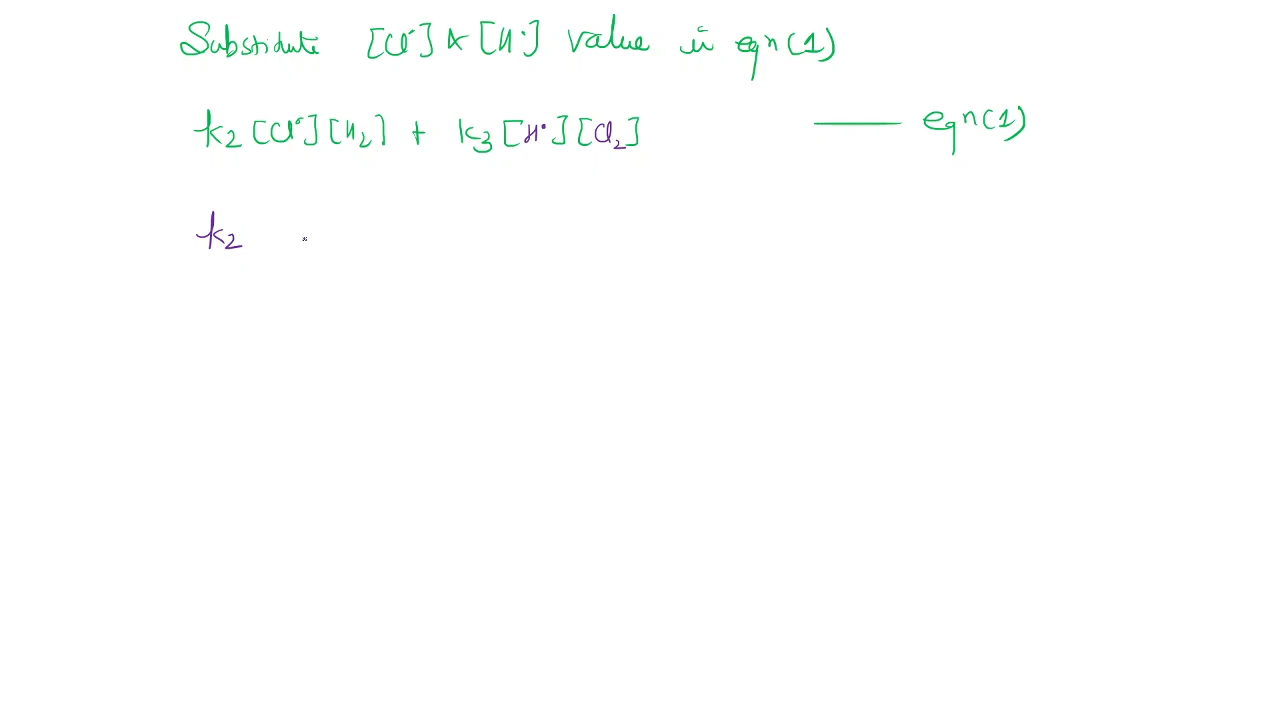 Substitute [Cl·] & [H·] value in eqn(1)
k2 [Cl·][H2] + k3 [H·][Cl2] —— eqn(1)
k2